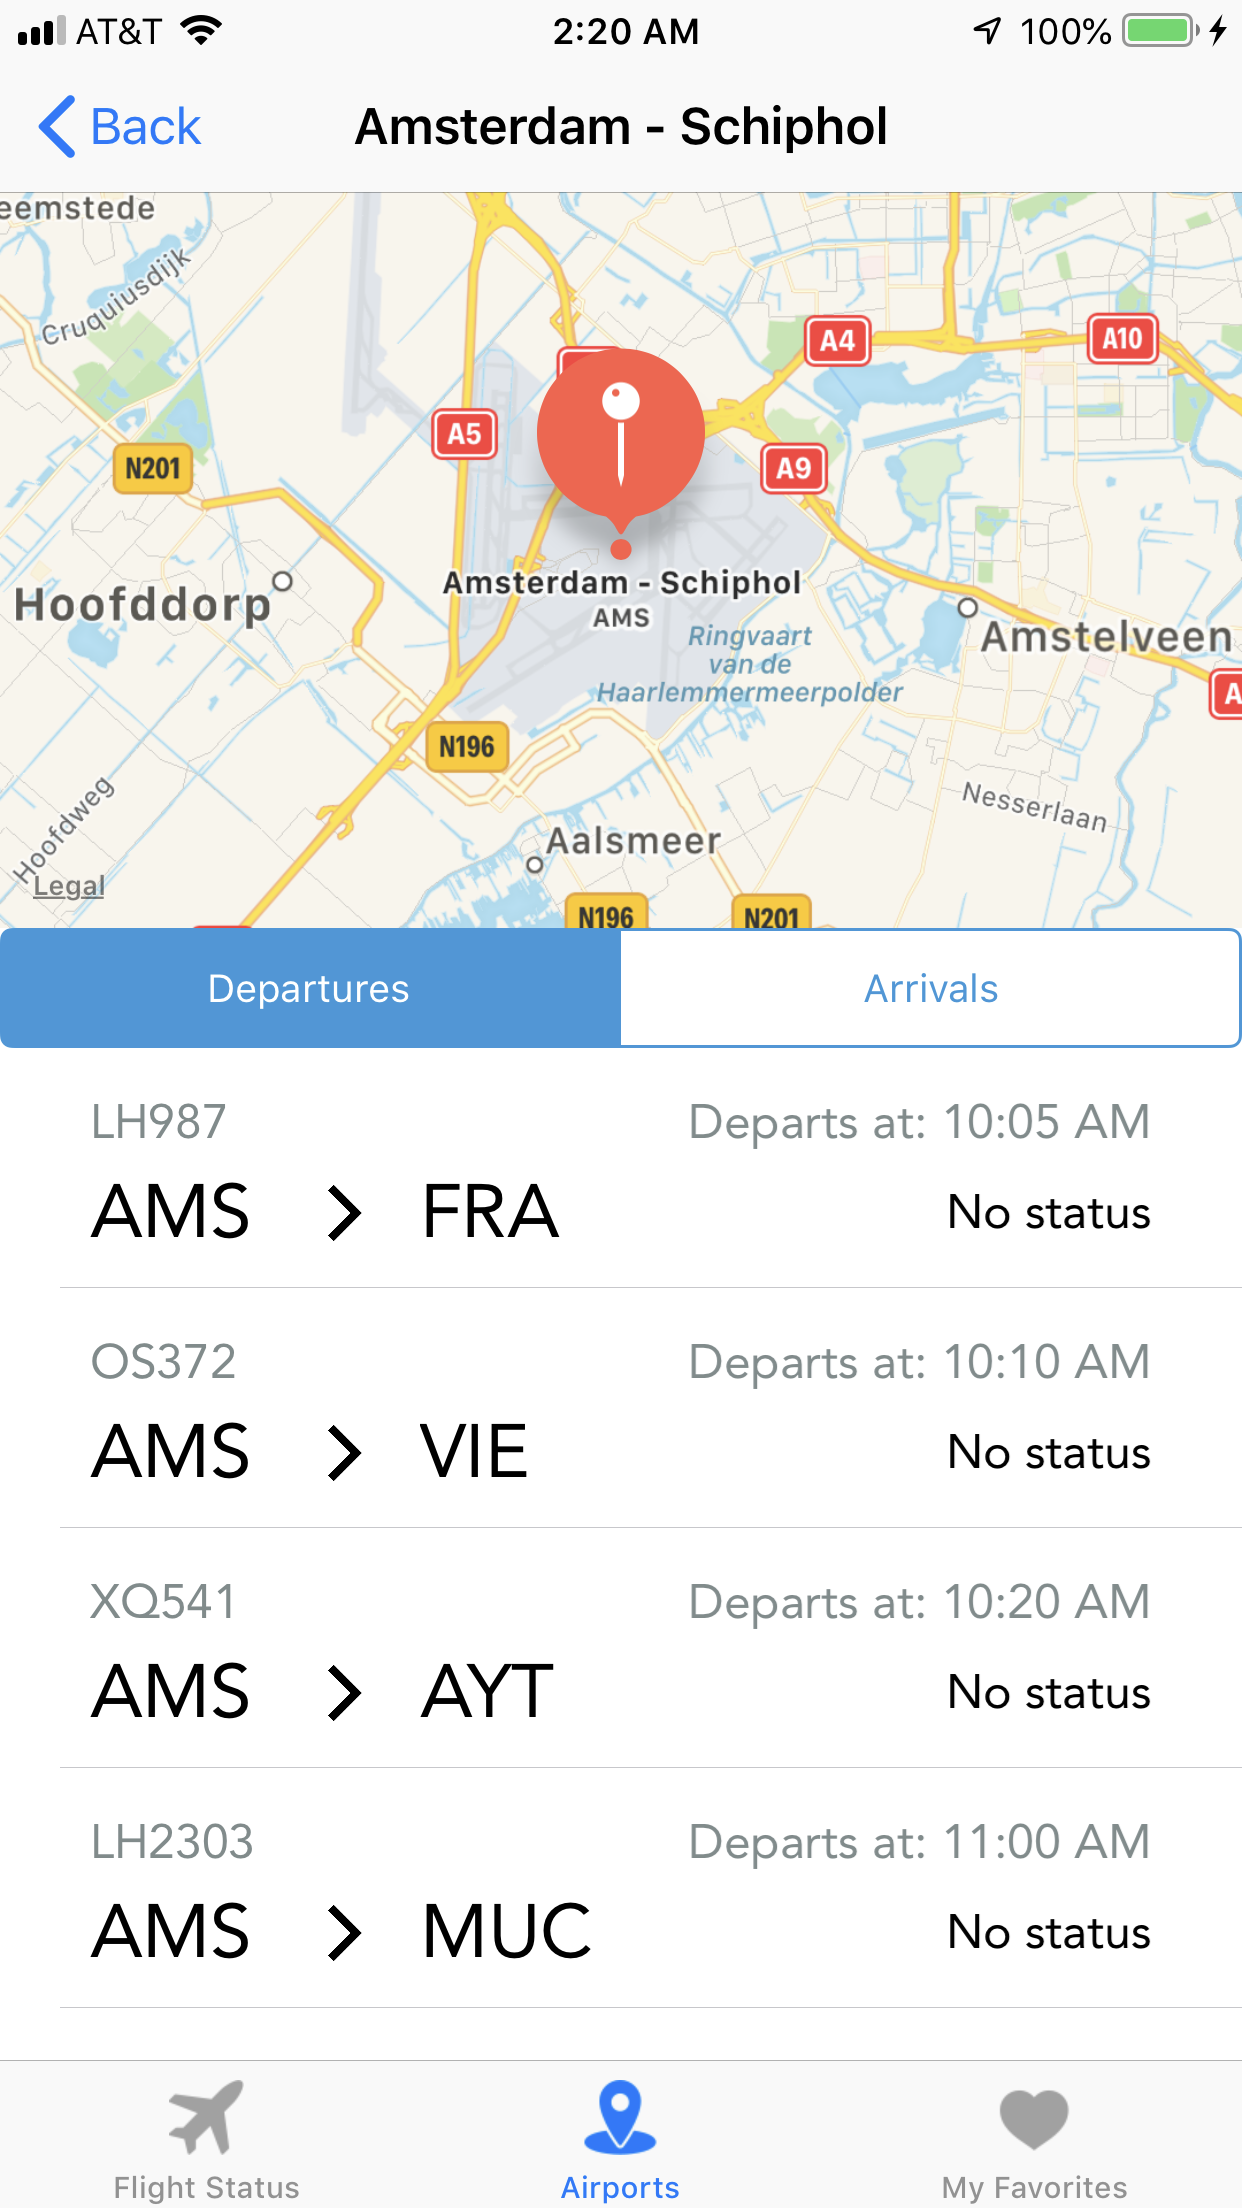 AT&T
2:20 AM
100%
Back
Amsterdam - Schiphol
eemstede
Cruquiusdijk
A4
A10
A5
N201
A9
Hoofddorp
Amsterdam - Schiphol
AMS
Ringvaart
van de
Haarlemmermeerpolder
Amstelveen
A
N196
Hoofdweg
Nesserlaan
Aalsmeer
Legal
N196
N201
Departures
Arrivals
LH987
Departs at: 10:05 AM
AMS > FRA
No status
OS372
Departs at: 10:10 AM
AMS > VIE
No status
XQ541
Departs at: 10:20 AM
AMS > AYT
No status
LH2303
Departs at: 11:00 AM
AMS > MUC
No status
Flight Status
Airports
My Favorites